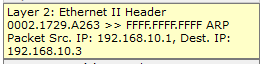 Layer 2: Ethernet II Header
0002.1729.A263 >> FFFF.FFFF.FFFF ARP
Packet Src. IP: 192.168.10.1, Dest. IP:
192.168.10.3